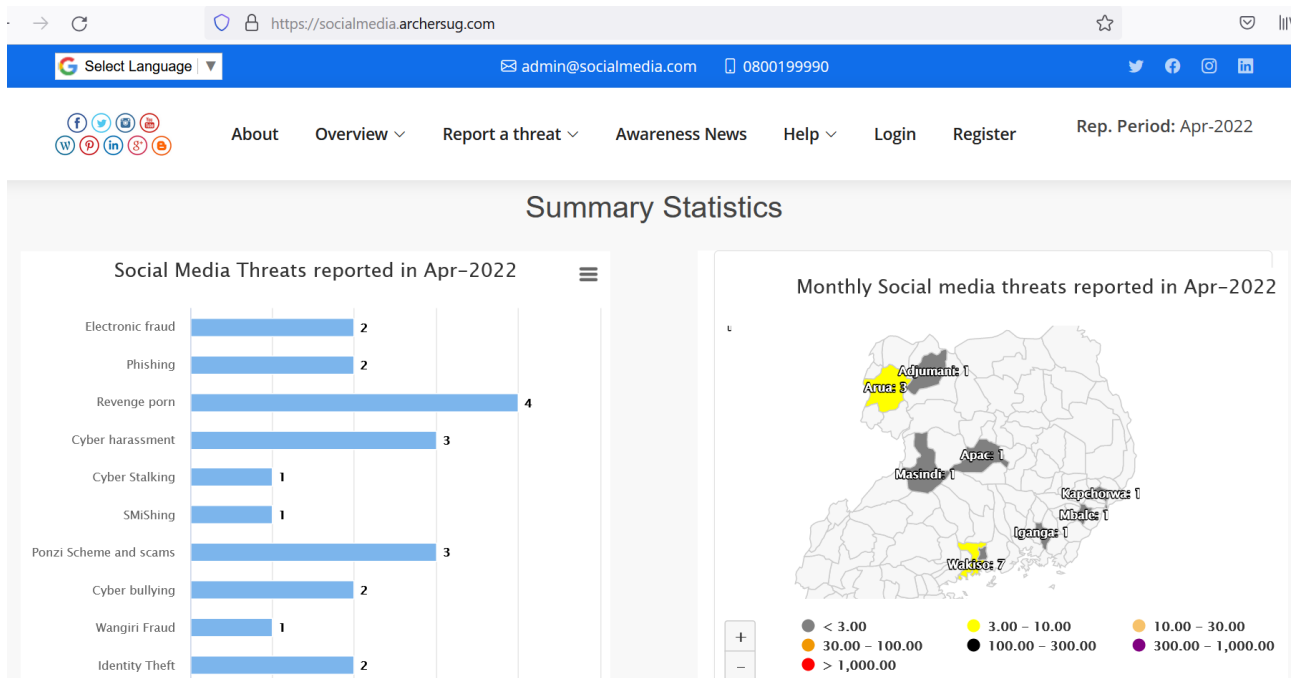 https://socialmedia.archersug.com
Select Language ▼
admin@socialmedia.com 0800199990
About Overview Report a threat Awareness News Help Login Register Rep. Period: Apr-2022
Summary Statistics
Social Media Threats reported in Apr-2022
Electronic fraud 2
Phishing 2
Revenge porn 4
Cyber harassment 3
Cyber Stalking 1
SMiShing 1
Ponzi Scheme and scams 3
Cyber bullying 2
Wangiri Fraud 1
Identity Theft 2
Monthly Social media threats reported in Apr-2022
Adjumani: 1
Arua: 3
Apac: 1
Masindi: 1
Kapchorwa: 1
Mbale: 1
Iganga: 1
Wakiso: 7
+
−
< 3.00 3.00 - 10.00 10.00 - 30.00
30.00 - 100.00 100.00 - 300.00 300.00 - 1,000.00
> 1,000.00